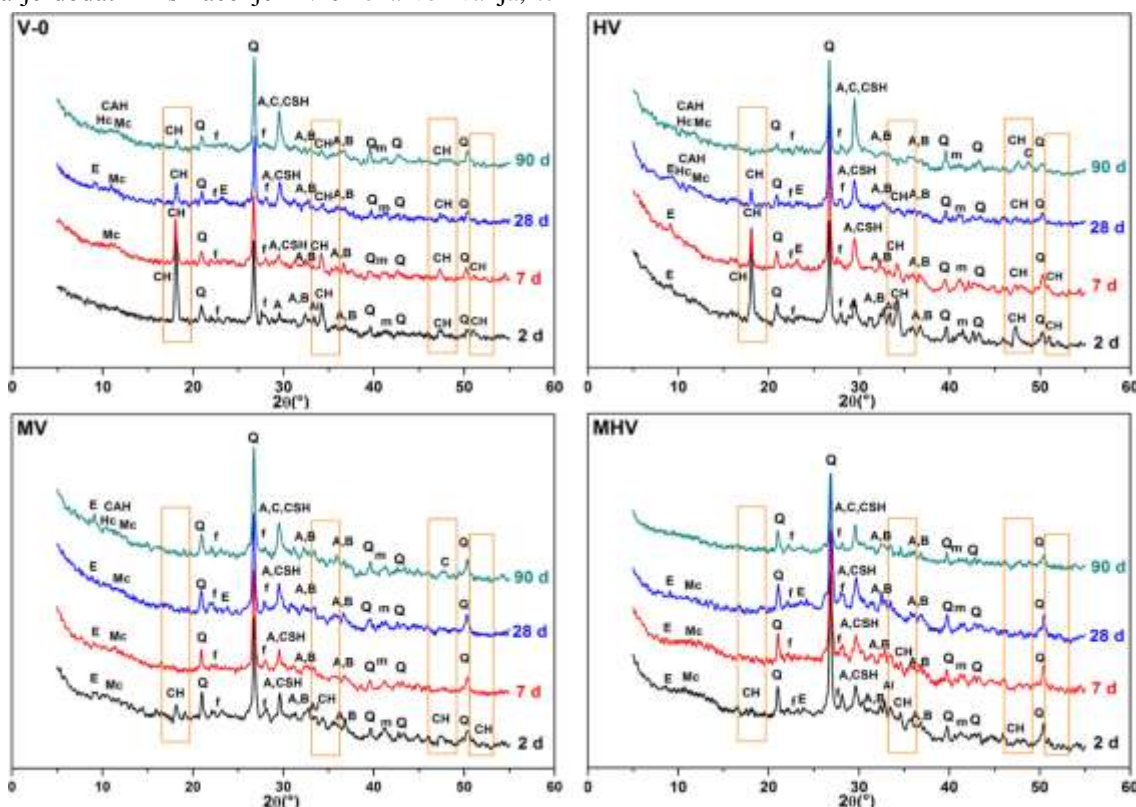 V-0
Q
A,C,CSH
CAH
Hc Mc
CH
Q
f
f
A,B
CH
A,B
Q m Q
CH
Q
90 d
E
Mc
CH
Q
f E
f
A,CSH
A,B
CH
A,B
Q m Q
CH
Q
28 d
Mc
CH
Q
f
f
A,CSH
A,B
CH
A,B
Q m Q
CH
Q
CH
7 d
CH
Q
f
f A
A,B
CH
A,B
Q m Q
CH
Q
CH
2 d
0 10 20 30 40 50 60
2θ(°)
HV
Q
A,C,CSH
CAH
Hc Mc
CH
Q
f
f
A,B
A,B
Q m Q
CH
C
Q
90 d
CAH
E Hc Mc
CH
Q
f E
f
A,CSH
A,B
CH
A,B
Q m Q
CH
Q
28 d
E
CH
Q
f E
f
A,CSH
A,B
CH
A,B
Q m Q
CH
Q
CH
7 d
E
CH
Q
f
f A
A,B
CH
A,B
Q m Q
CH
Q
CH
2 d
0 10 20 30 40 50 60
2θ(°)
MV
Q
A,C,CSH
E CAH
Hc Mc
Q
f
f
A,B
A,B
Q m Q
C
Q
90 d
E Mc
Q
f E
f
A,CSH
A,B
A,B
Q m Q
Q
28 d
E Mc
Q
f
f
A,CSH
A,B
A,B
Q m Q
Q
7 d
E Mc
CH
Q
f
f
A,CSH
A,B
CH
B
Q m Q
CH
Q
CH
2 d
0 10 20 30 40 50 60
2θ(°)
MHV
Q
A,C,CSH
Q
f
f
A,B
A,B
Q m Q
Q
90 d
E Mc
Q
f E
f
A,CSH
A,B
A,B
Q m Q
Q
28 d
E Mc
Q
f
f
A,CSH
A,B
CH
A,B
Q m Q
Q
7 d
E Mc
CH
Q
f E
f
A,CSH
A,B
CH
B
Q m Q
CH
Q
2 d
0 10 20 30 40 50 60
2θ(°)